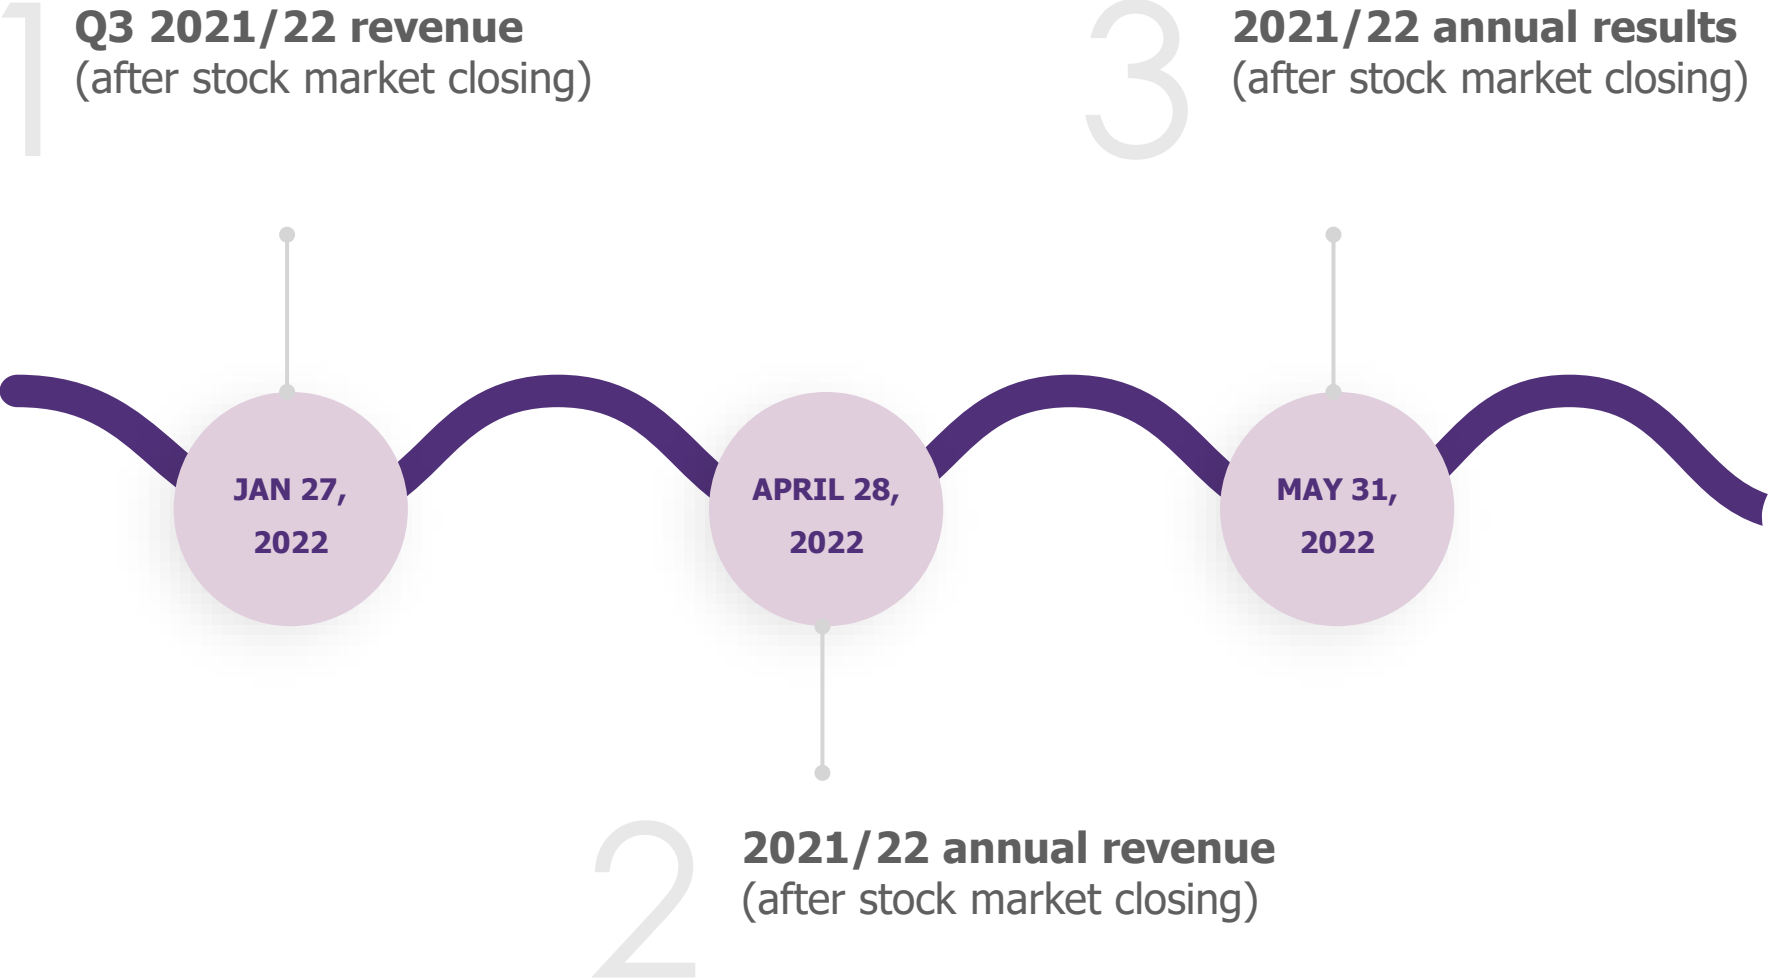 1
Q3 2021/22 revenue
(after stock market closing)
JAN 27,
2022
2
2021/22 annual revenue
(after stock market closing)
APRIL 28,
2022
3
2021/22 annual results
(after stock market closing)
MAY 31,
2022